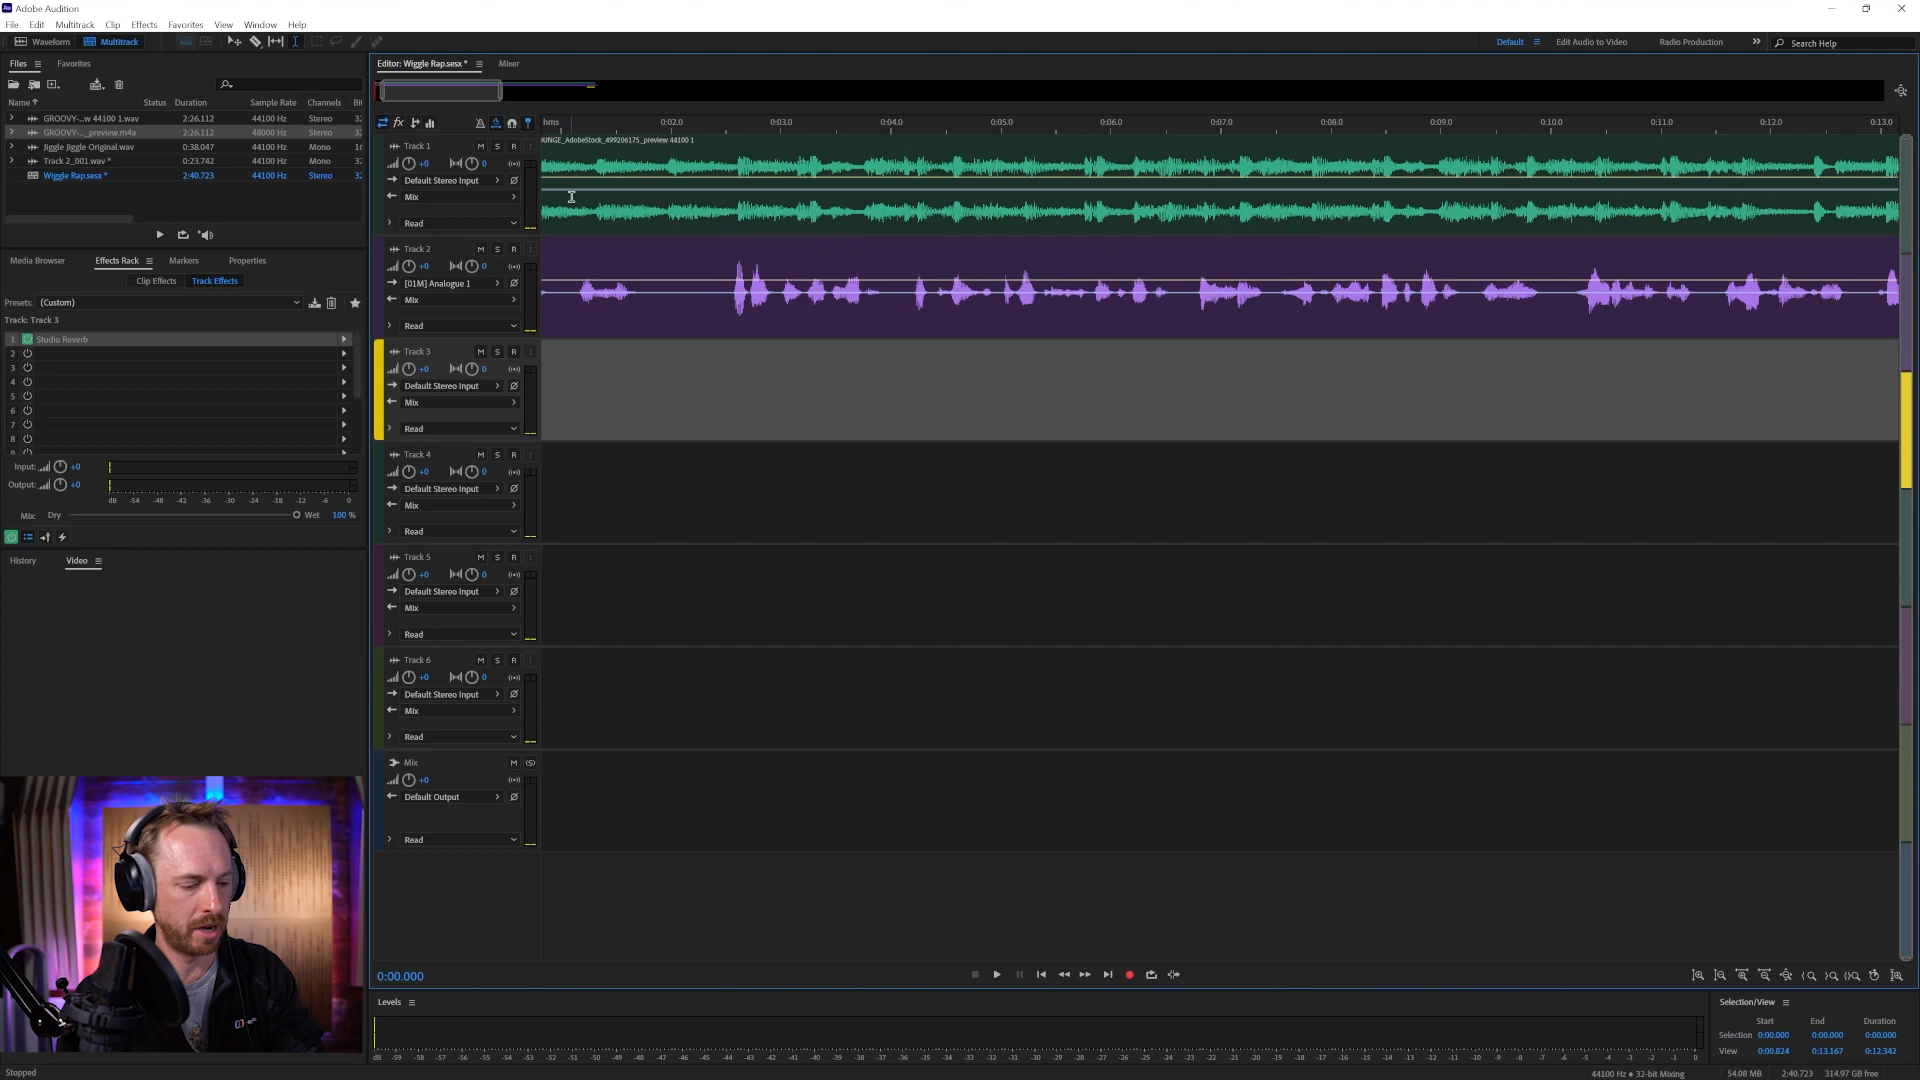 Adobe Audition
File Edit Multitrack Clip Effects Favorites View Window Help
Waveform Multitrack
Default Edit Audio to Video Radio Production Search Help
Files Favorites
Name Status Duration Sample Rate Channels Bi
GROOVY-...w 44100 1.wav 2:26.112 44100 Hz Stereo 32
GROOVY-..._preview.m4a 2:26.112 48000 Hz Stereo 32
Jiggle Jiggle Original.wav 0:38.047 44100 Hz Mono 16
Track 2_001.wav * 0:23.742 44100 Hz Mono 32
Wiggle Rap.sesx * 2:40.723 44100 Hz Stereo 32
Media Browser Effects Rack Markers Properties
Clip Effects Track Effects
Presets: (Custom)
Track: Track 3
1 Studio Reverb
2
3
4
5
6
7
8
Input: +0
Output: +0
dB -54 -48 -42 -36 -30 -24 -18 -12 -6 0
Mix: Dry Wet 100 %
History Video
Editor: Wiggle Rap.sesx * Mixer
fx
hms 0:02.0 0:03.0 0:04.0 0:05.0 0:06.0 0:07.0 0:08.0 0:09.0 0:10.0 0:11.0 0:12.0 0:13.0
Track 1 M S R I
UNGE_AdobeStock_499206175_preview 44100 1
+0 0
Default Stereo Input
Mix
Read
Track 2 M S R I
+0 0
[01M] Analogue 1
Mix
Read
Track 3 M S R I
+0 0
Default Stereo Input
Mix
Read
Track 4 M S R I
+0 0
Default Stereo Input
Mix
Read
Track 5 M S R I
+0 0
Default Stereo Input
Mix
Read
Track 6 M S R I
+0 0
Default Stereo Input
Mix
Read
Mix M (S)
+0
Default Output
Read
0:00.000
Levels
dB -59 -58 -57 -56 -55 -54 -53 -52 -51 -50 -49 -48 -47 -46 -45 -44 -43 -42 -41 -40 -39 -38 -37 -36 -35 -34 -33 -32 -31 -30 -29 -28 -27 -26 -25 -24 -23 -22 -21 -20 -19 -18 -17 -16 -15 -14 -13 -12 -11 -10 -9 -8 -7 -6 -5 -4 -3 -2 -1 0
Selection/View
Start End Duration
Selection 0:00.000 0:00.000 0:00.000
View 0:00.824 0:13.167 0:12.342
Stopped
44100 Hz ● 32-bit Mixing 54.08 MB 2:40.723 314.97 GB free